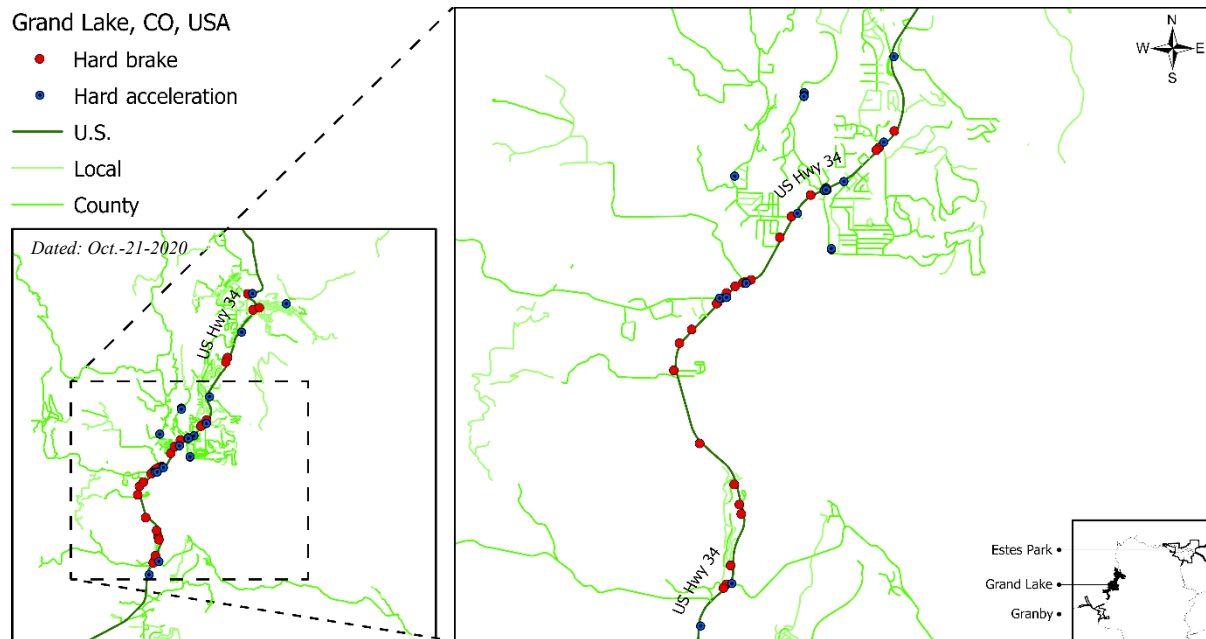 Grand Lake, CO, USA
Hard brake
Hard acceleration
U.S.
Local
County
Dated: Oct.-21-2020
US Hwy 34
US Hwy 34
US Hwy 34
N
W E
S
Estes Park
Grand Lake
Granby